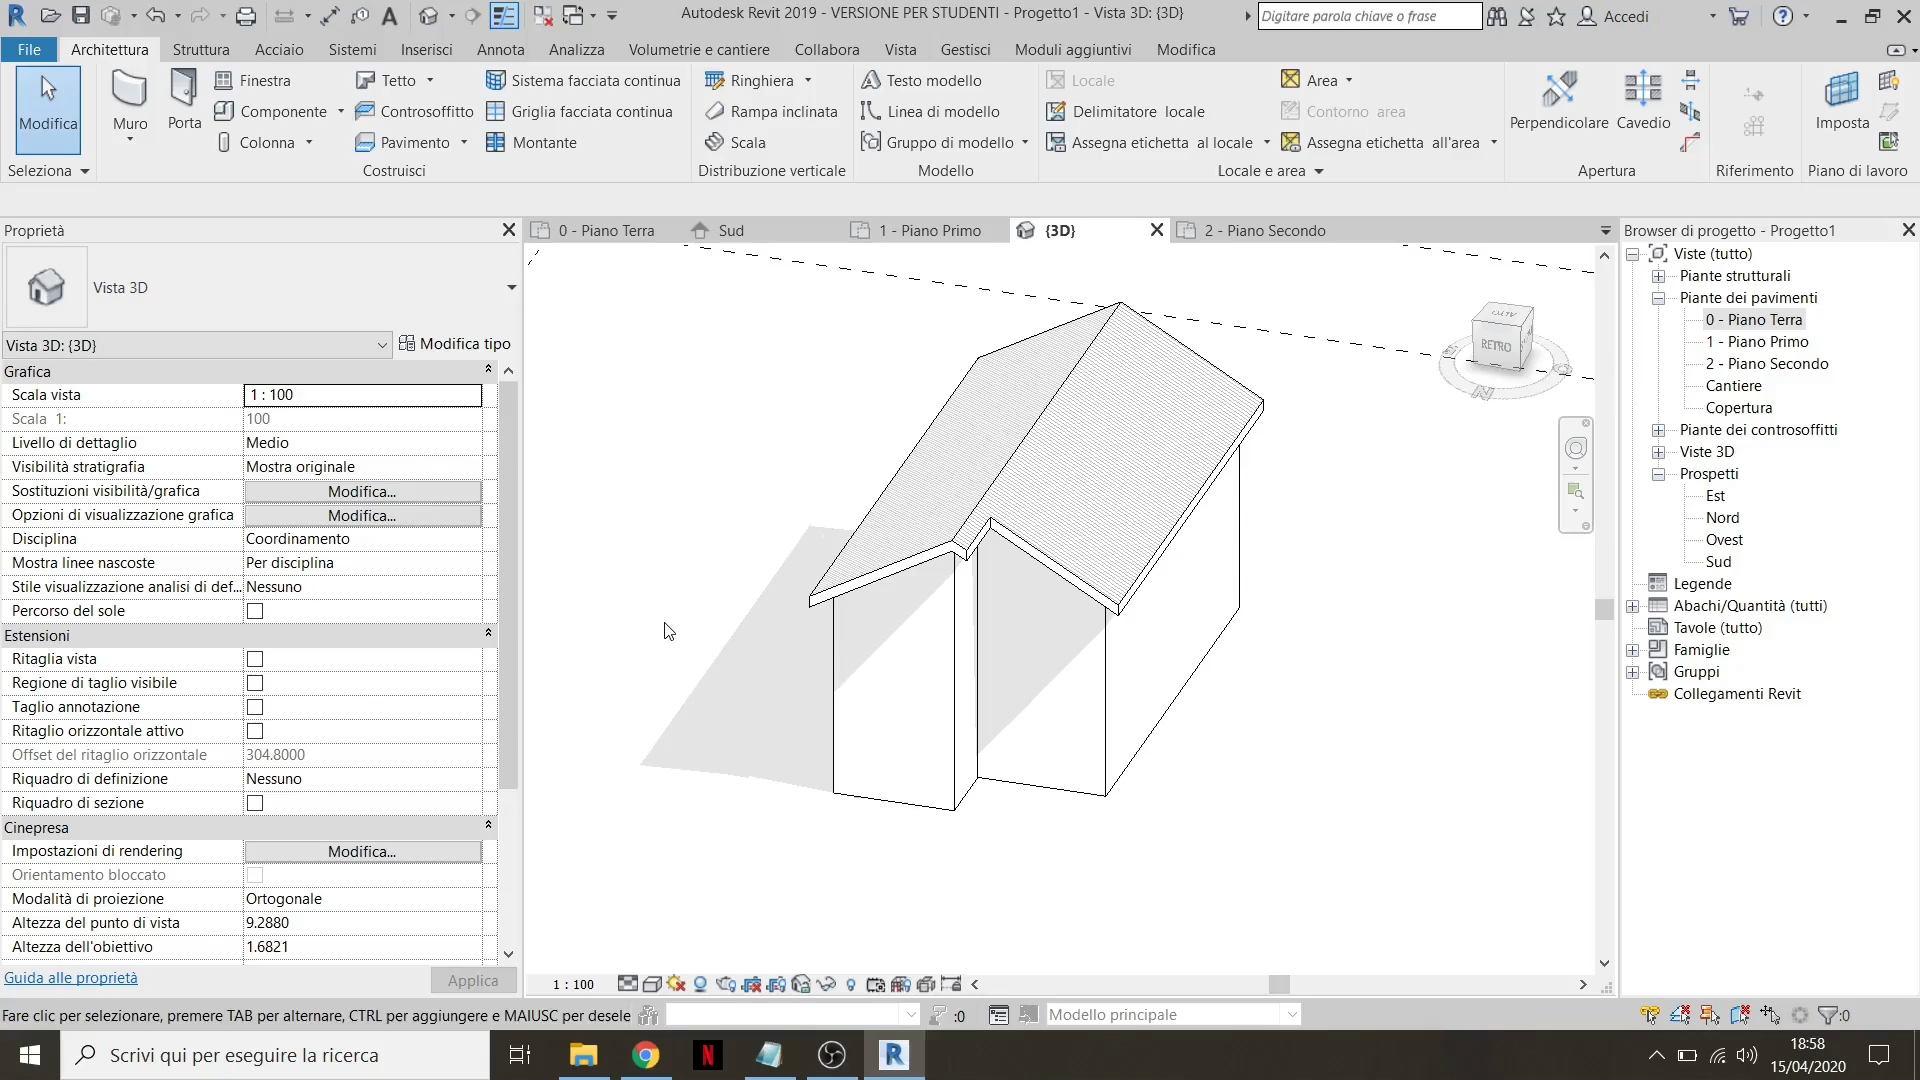 Autodesk Revit 2019 - VERSIONE PER STUDENTI - Progetto1 - Vista 3D: {3D}
Digitare parola chiave o frase
Accedi
File Architettura Struttura Acciaio Sistemi Inserisci Annota Analizza Volumetrie e cantiere Collabora Vista Gestisci Moduli aggiuntivi Modifica
Finestra Tetto Sistema facciata continua Ringhiera Testo modello Locale Area
Componente Controsoffitto Griglia facciata continua Rampa inclinata Linea di modello Delimitatore locale Contorno area
Modifica Muro Porta Perpendicolare Cavedio Imposta
Colonna Pavimento Montante Scala Gruppo di modello Assegna etichetta al locale Assegna etichetta all'area
Seleziona Costruisci Distribuzione verticale Modello Locale e area Apertura Riferimento Piano di lavoro
Proprietà
0 - Piano Terra Sud 1 - Piano Primo {3D} 2 - Piano Secondo
Browser di progetto - Progetto1
Vista 3D
Vista 3D: {3D} Modifica tipo
Grafica
Scala vista 1 : 100
Scala 1: 100
Livello di dettaglio Medio
Visibilità stratigrafia Mostra originale
Sostituzioni visibilità/grafica Modifica...
Opzioni di visualizzazione grafica Modifica...
Disciplina Coordinamento
Mostra linee nascoste Per disciplina
Stile visualizzazione analisi di def... Nessuno
Percorso del sole
Estensioni
Ritaglia vista
Regione di taglio visibile
Taglio annotazione
Ritaglio orizzontale attivo
Offset del ritaglio orizzontale 304.8000
Riquadro di definizione Nessuno
Riquadro di sezione
Cinepresa
Impostazioni di rendering Modifica...
Orientamento bloccato
Modalità di proiezione Ortogonale
Altezza del punto di vista 9.2880
Altezza dell'obiettivo 1.6821
Guida alle proprietà Applica
ALTO
RETRO
N
Viste (tutto)
Piante strutturali
Piante dei pavimenti
0 - Piano Terra
1 - Piano Primo
2 - Piano Secondo
Cantiere
Copertura
Piante dei controsoffitti
Viste 3D
Prospetti
Est
Nord
Ovest
Sud
Legende
Abachi/Quantità (tutti)
Tavole (tutto)
Famiglie
Gruppi
Collegamenti Revit
1 : 100
Fare clic per selezionare, premere TAB per alternare, CTRL per aggiungere e MAIUSC per desele
:0
Modello principale
:0
Scrivi qui per eseguire la ricerca
18:58
15/04/2020